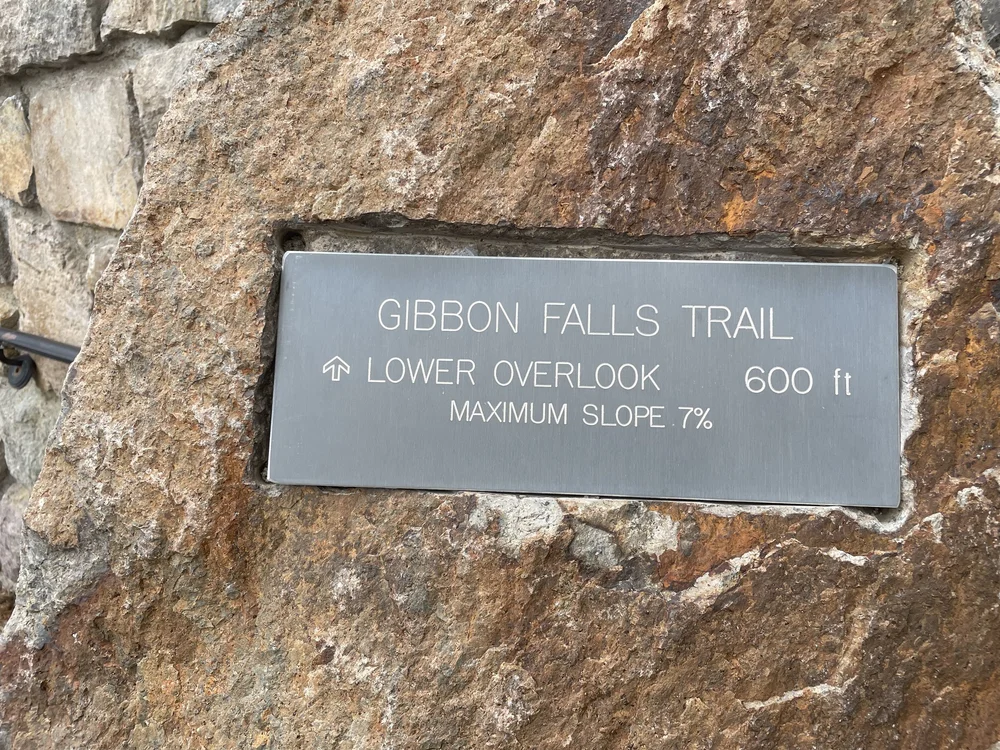 GIBBON FALLS TRAIL
LOWER OVERLOOK 600 ft
MAXIMUM SLOPE 7%